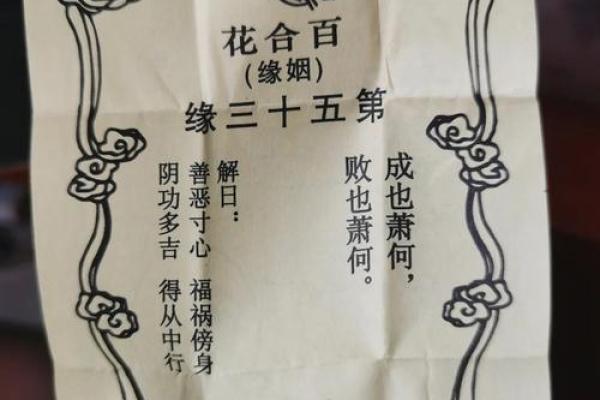 百合花
(姻缘)
第五十三缘
成也萧何，
败也萧何。
解曰：
善恶寸心　福祸傍身
阴功多吉　得从中行